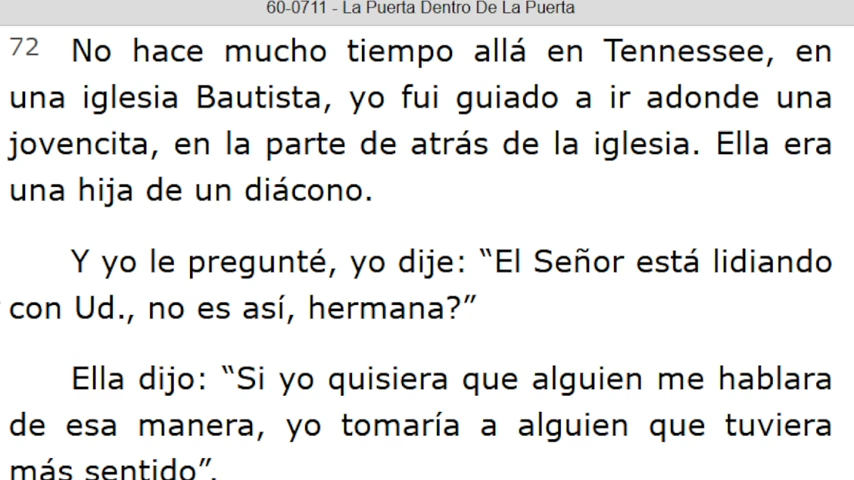 60-0711 - La Puerta Dentro De La Puerta
72 No hace mucho tiempo allá en Tennessee, en
una iglesia Bautista, yo fui guiado a ir adonde una
jovencita, en la parte de atrás de la iglesia. Ella era
una hija de un diácono.
Y yo le pregunté, yo dije: “El Señor está lidiando
con Ud., no es así, hermana?”
Ella dijo: “Si yo quisiera que alguien me hablara
de esa manera, yo tomaría a alguien que tuviera
más sentido”.